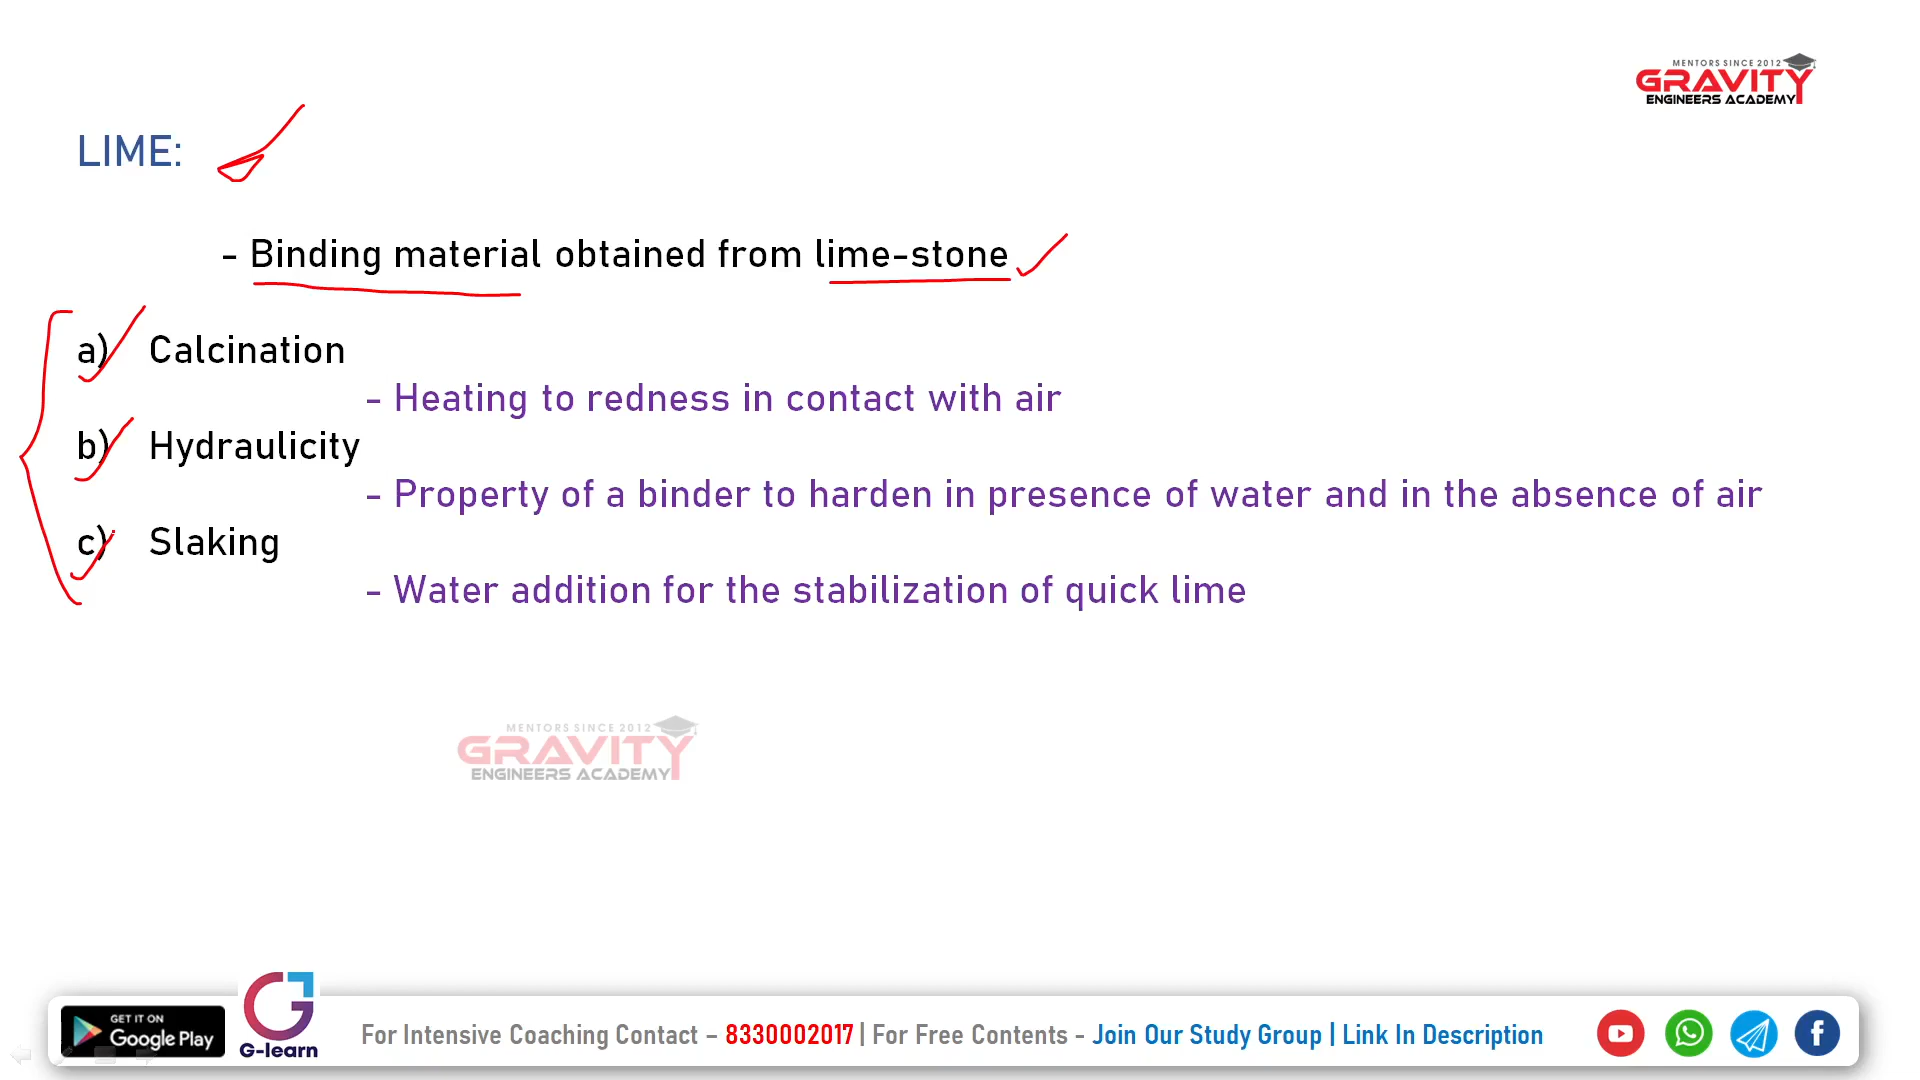 MENTORS SINCE 2012
GRAVITY
ENGINEERS ACADEMY
LIME:
- Binding material obtained from lime-stone
a) Calcination
- Heating to redness in contact with air
b) Hydraulicity
- Property of a binder to harden in presence of water and in the absence of air
c) Slaking
- Water addition for the stabilization of quick lime
MENTORS SINCE 2012
GRAVITY
ENGINEERS ACADEMY
GET IT ON
Google Play
G-learn
For Intensive Coaching Contact – 8330002017 | For Free Contents - Join Our Study Group | Link In Description